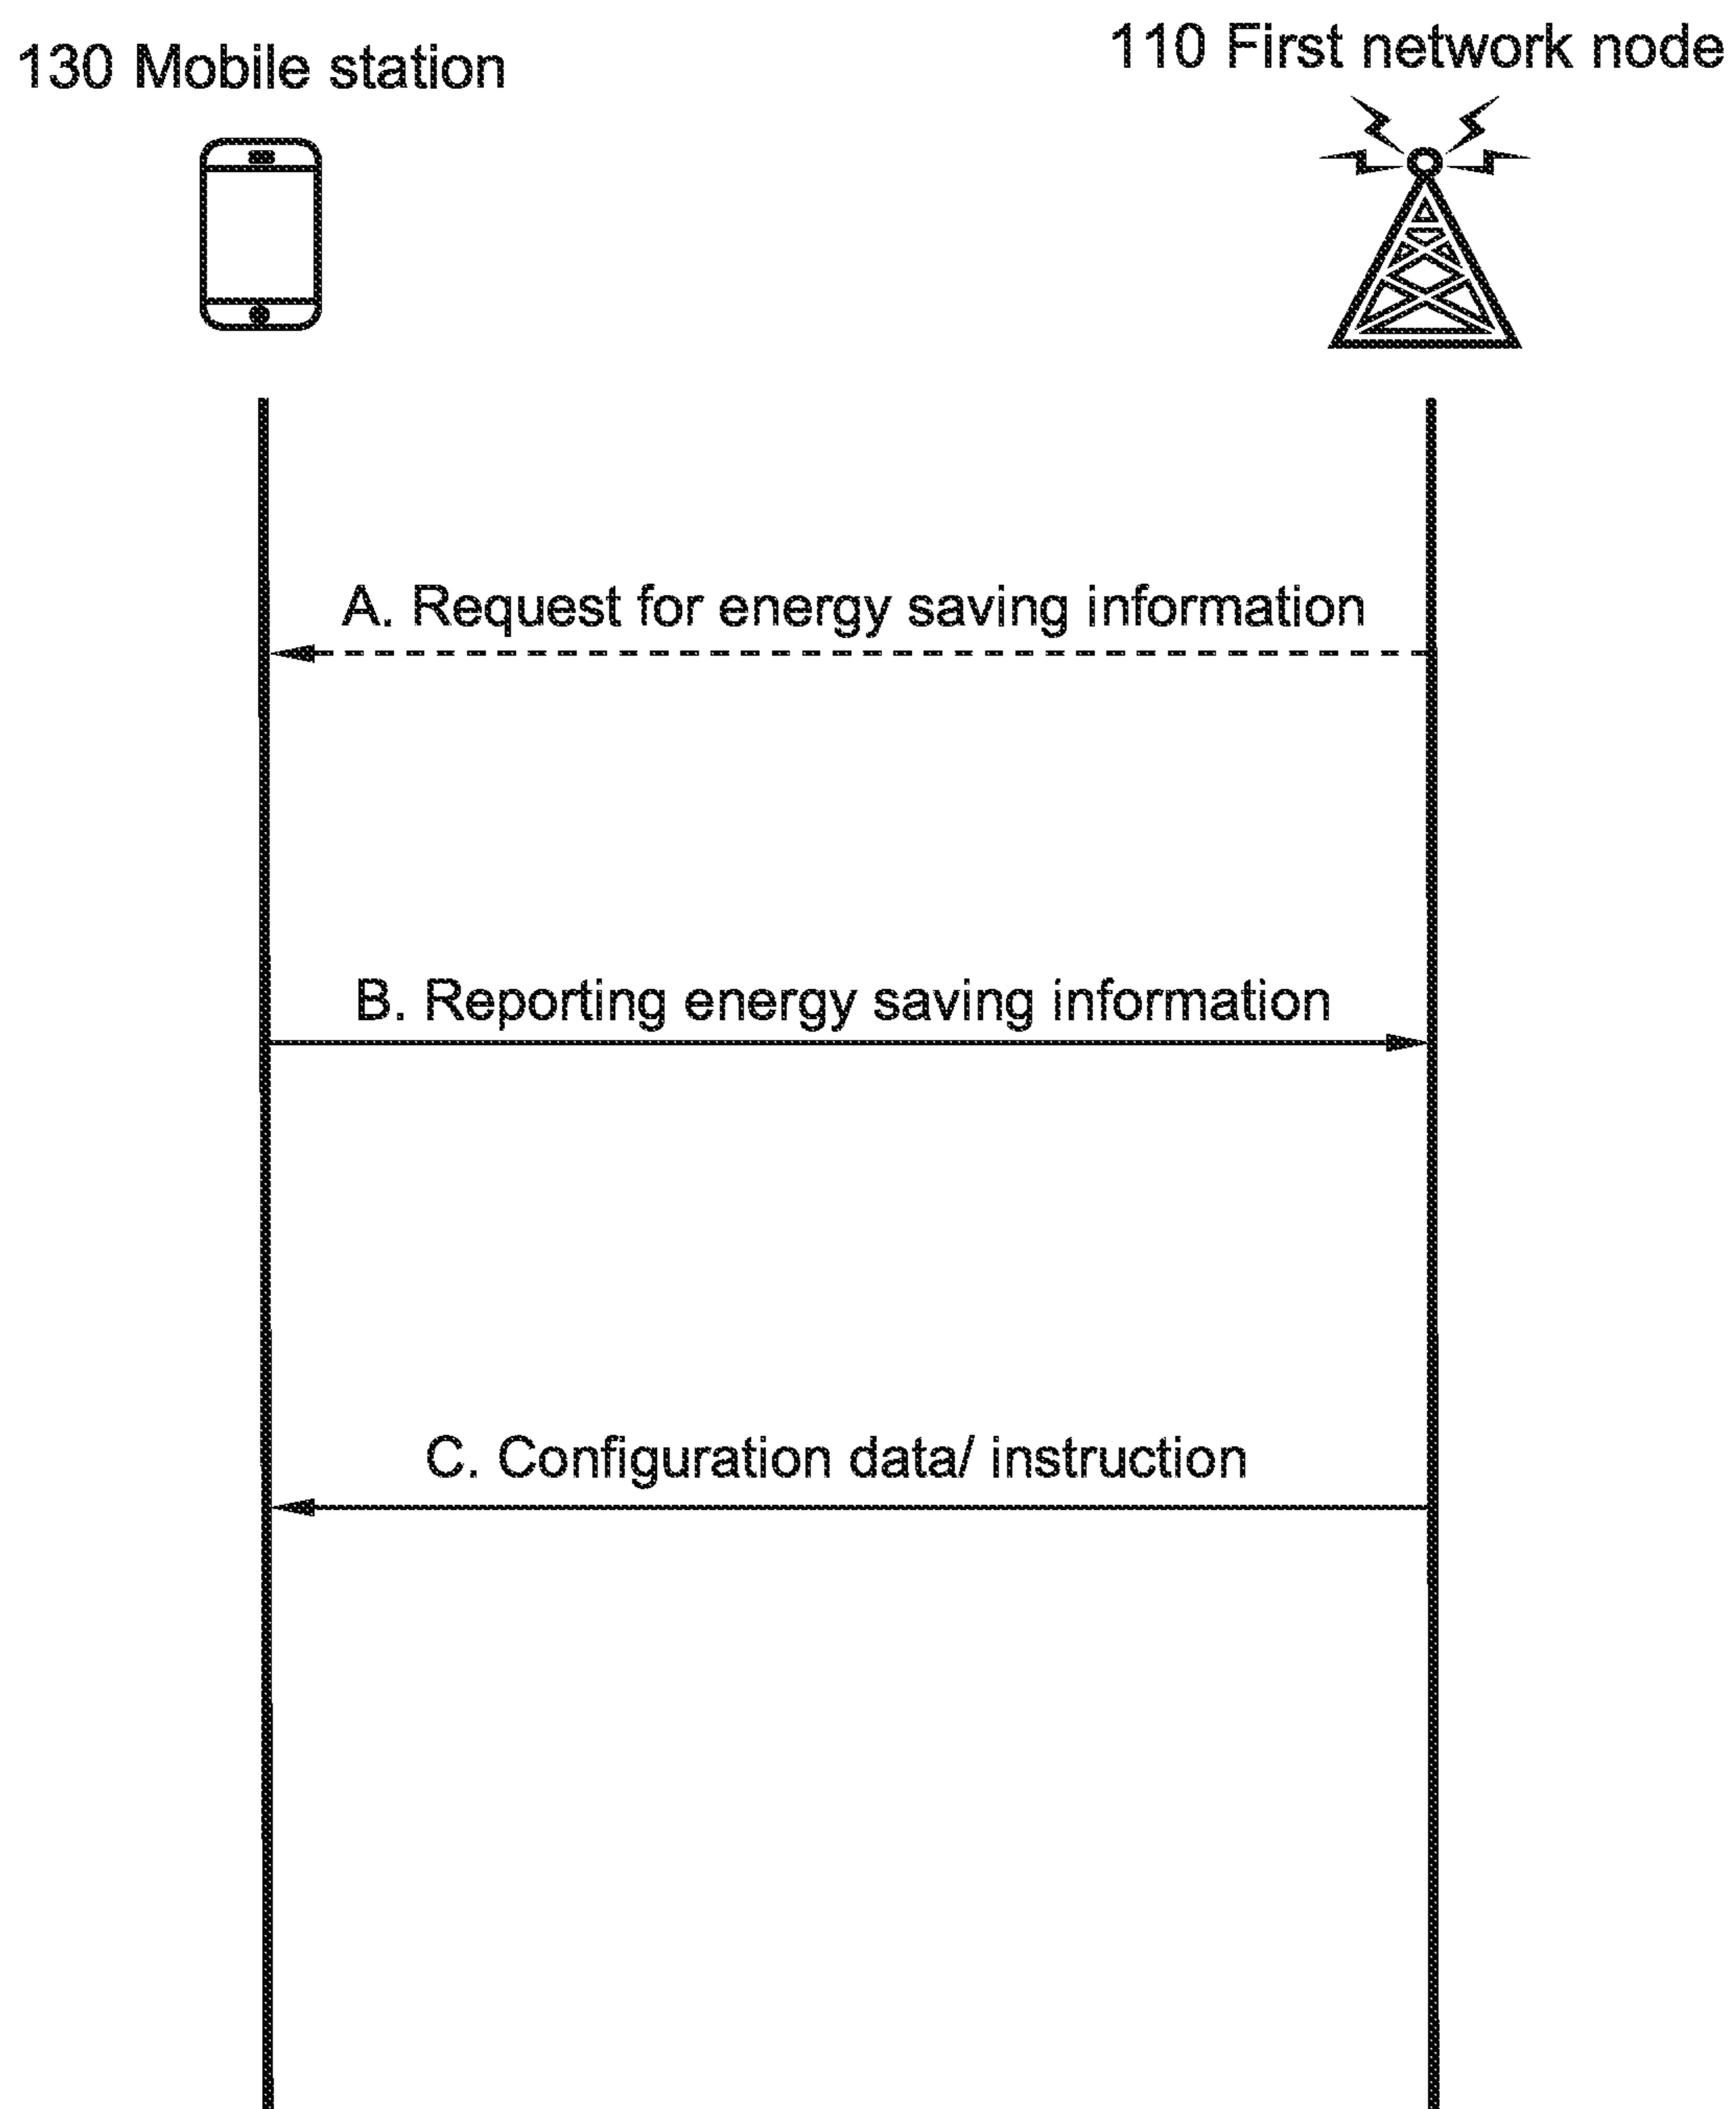 130 Mobile station
110 First network node
A. Request for energy saving information
B. Reporting energy saving information
C. Configuration data/ instruction